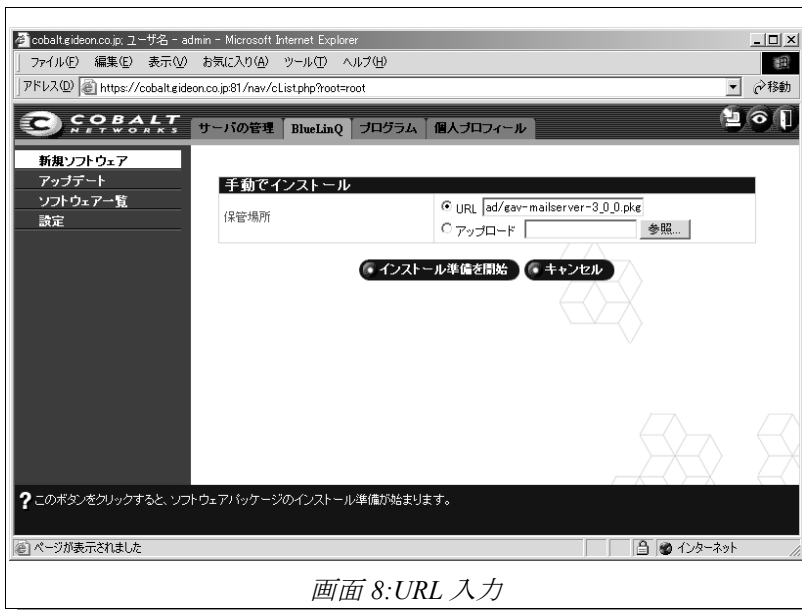 cobalt.gideon.co.jp: ユーザ名 - admin - Microsoft Internet Explorer
ファイル(F) 編集(E) 表示(V) お気に入り(A) ツール(T) ヘルプ(H)
アドレス(D) https://cobalt.gideon.co.jp:81/nav/cList.php?root=root 移動
COBALT NETWORKS サーバの管理 BlueLinQ プログラム 個人プロフィール
新規ソフトウェア
アップデート
ソフトウェアー覧
設定
手動でインストール
保管場所
URL ad/gav-mailserver-3_0_0.pkg
アップロード 参照...
インストール準備を開始 キャンセル
?このボタンをクリックすると、ソフトウェアパッケージのインストール準備が始まります。
ページが表示されました インターネット
画面 8:URL 入力